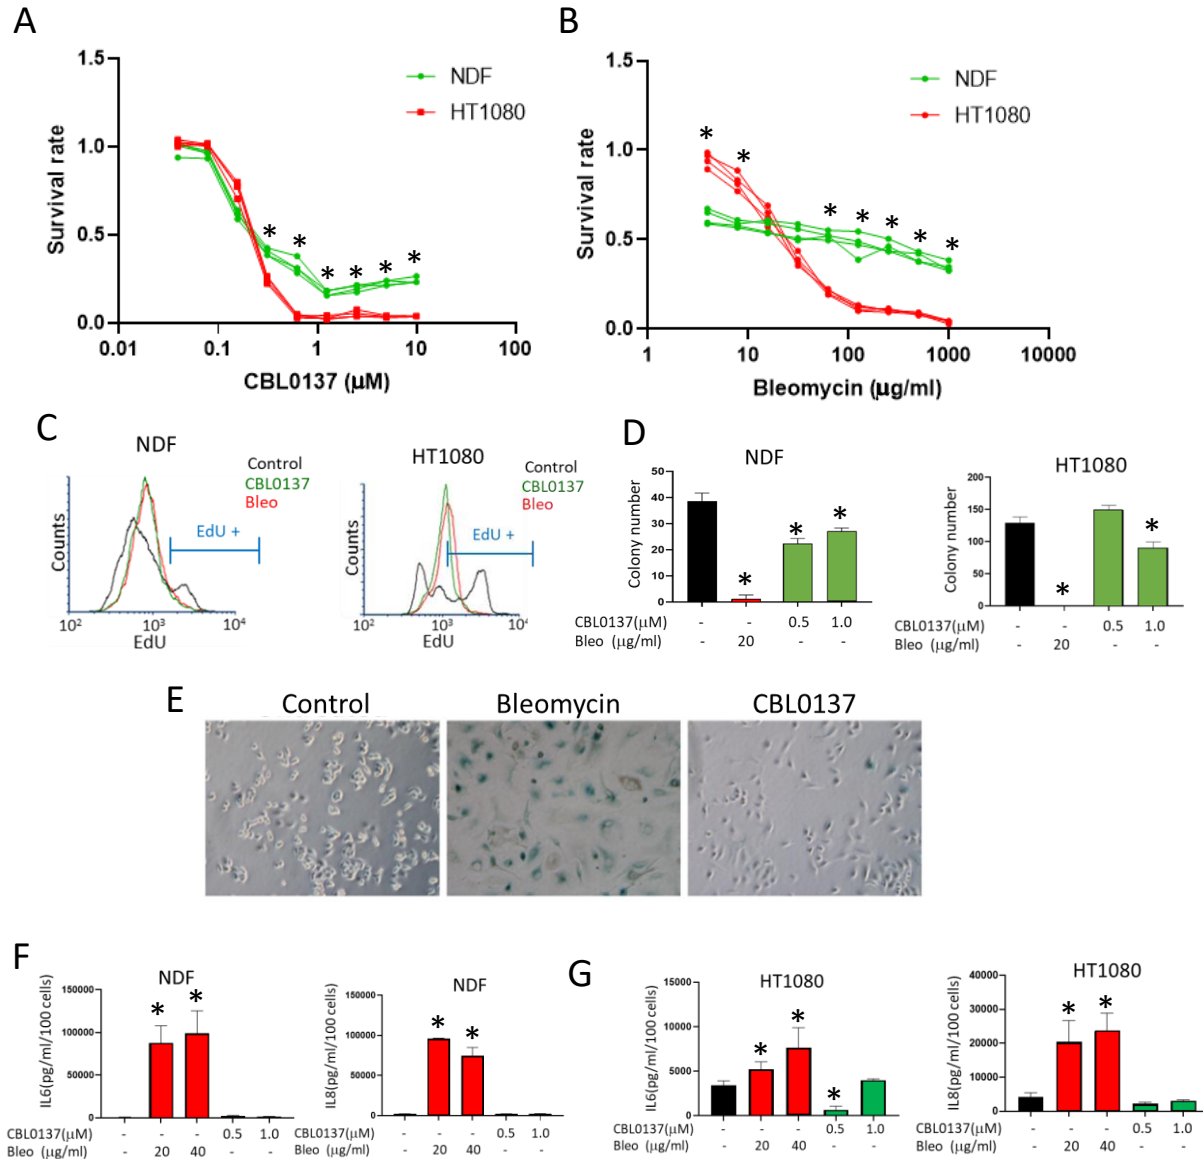 A
B
1.5
1.0
0.5
0.0
Survival rate
NDF
HT1080
* * * * * *
0.01 0.1 1 10 100
CBL0137 (μM)
1.5
1.0
0.5
0.0
Survival rate
NDF
HT1080
* * * * * * *
1 10 100 1000 10000
Bleomycin (μg/ml)
C
NDF
Control
CBL0137
Bleo
EdU +
Counts
10² 10³ 10⁴
EdU
HT1080
Control
CBL0137
Bleo
EdU +
Counts
10² 10³ 10⁴
EdU
D
NDF
50
40
30
20
10
0
Colony number
* * *
CBL0137(μM) - - 0.5 1.0
Bleo (μg/ml) - 20 - -
HT1080
200
150
100
50
0
Colony number
* *
CBL0137(μM) - - 0.5 1.0
Bleo (μg/ml) - 20 - -
E
Control Bleomycin CBL0137
F
NDF
150000
100000
50000
0
IL6(pg/ml/100 cells)
* *
CBL0137(μM) - - - 0.5 1.0
Bleo (μg/ml) - 20 40 - -
NDF
150000
100000
50000
0
IL8(pg/ml/100 cells)
* *
- - - 0.5 1.0
- 20 40 - -
G
HT1080
15000
10000
5000
0
IL6(pg/ml/100 cells)
* * *
CBL0137(μM) - - - 0.5 1.0
Bleo (μg/ml) - 20 40 - -
HT1080
40000
30000
20000
10000
0
IL8(pg/ml/100 cells)
* *
CBL0137(μM) - - - 0.5 1.0
Bleo (μg/ml) - 20 40 - -